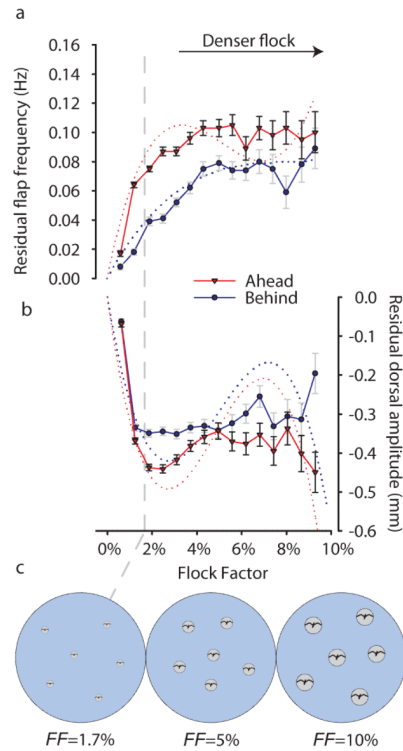 a
Denser flock
0.16
0.14
0.12
0.10
0.08
0.06
0.04
0.02
0.00
Residual flap frequency (Hz)
Ahead
Behind
b
0.0
-0.1
-0.2
-0.3
-0.4
-0.5
-0.6
Residual dorsal amplitude (mm)
0% 2% 4% 6% 8% 10%
Flock Factor
c
FF=1.7% FF=5% FF=10%